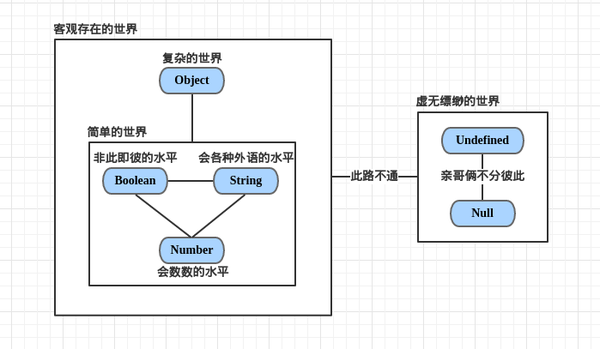 客观存在的世界
复杂的世界
Object
简单的世界
非此即彼的水平
会各种外语的水平
Boolean
String
Number
会数数的水平
此路不通
虚无缥缈的世界
Undefined
亲哥俩不分彼此
Null